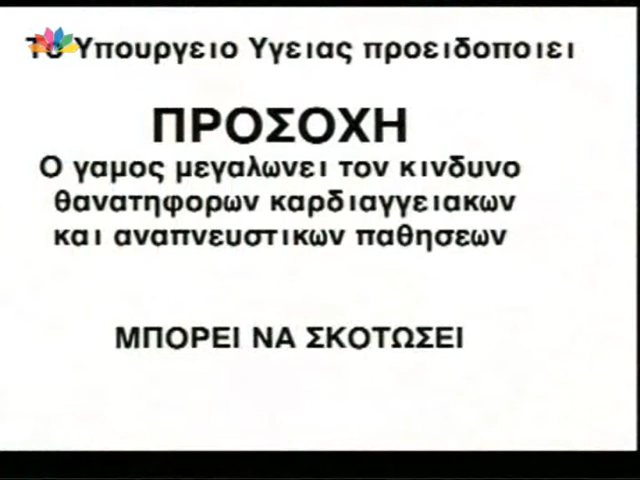 Το Υπουργειο Υγειας προειδοποιει
ΠΡΟΣΟΧΗ
Ο γαμος μεγαλωνει τον κινδυνο
θανατηφορων καρδιαγγειακων
και αναπνευστικων παθησεων
ΜΠΟΡΕΙ ΝΑ ΣΚΟΤΩΣΕΙ